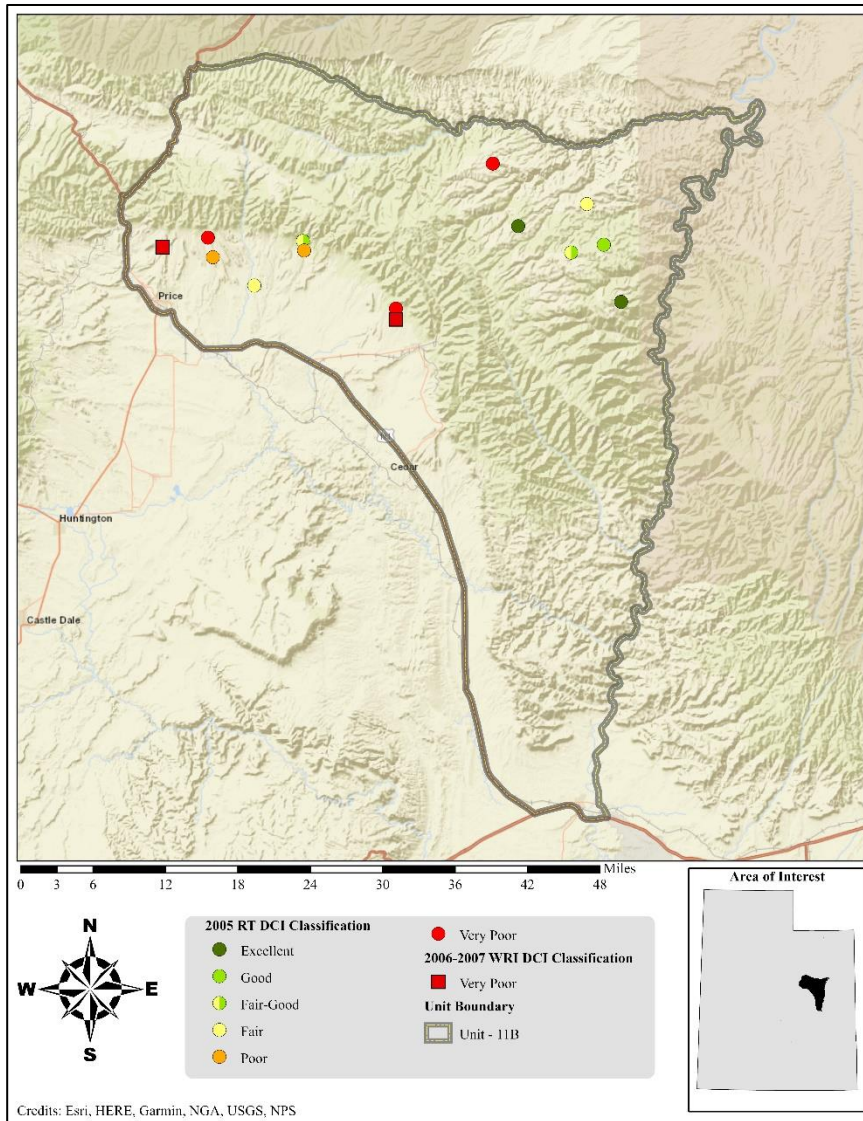 Price
Cedar
Huntington
Castle Dale
Miles
0 3 6 12 18 24 30 36 42 48
Area of Interest
N
W E
S
2005 RT DCI Classification
Excellent
Good
Fair-Good
Fair
Poor
Very Poor
2006-2007 WRI DCI Classification
Very Poor
Unit Boundary
Unit - 11B
Credits: Esri, HERE, Garmin, NGA, USGS, NPS